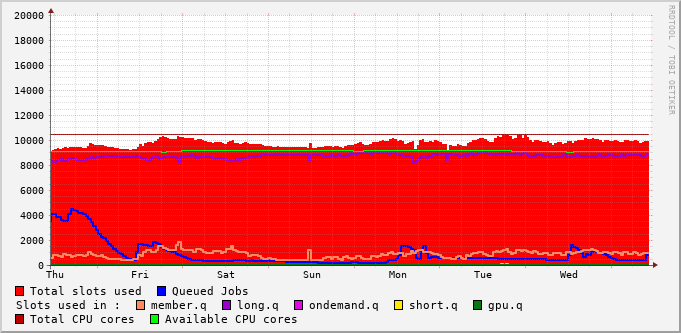 RRDTOOL / TOBI OETIKER
20000
18000
16000
14000
12000
10000
8000
6000
4000
2000
0
Thu Fri Sat Sun Mon Tue Wed
Total slots used Queued Jobs
Slots used in : member.q long.q ondemand.q short.q gpu.q
Total CPU cores Available CPU cores